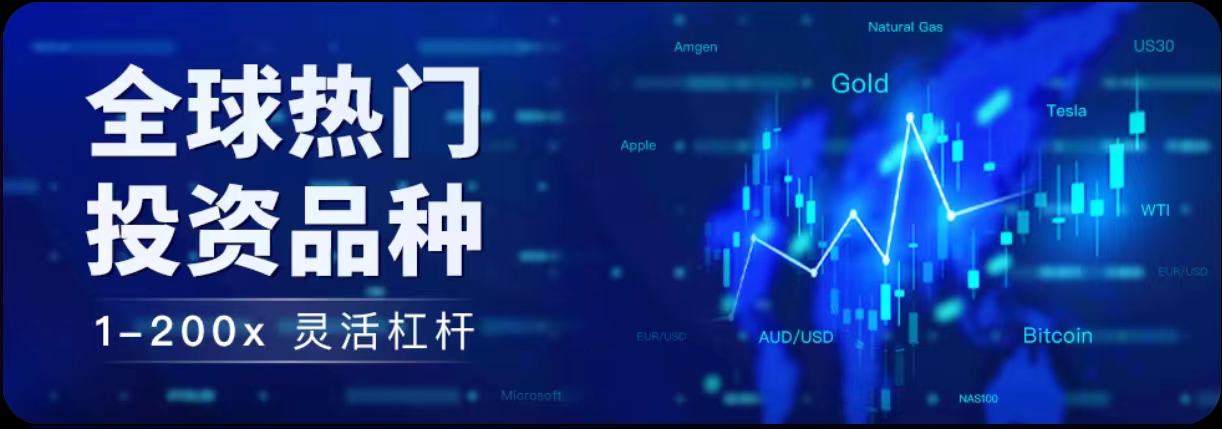 全球热门
投资品种
1-200x 灵活杠杆
Natural Gas
Amgen
US30
Gold
Tesla
Apple
WTI
EUR/USD
EUR/USD
AUD/USD
Bitcoin
Microsoft
NAS100